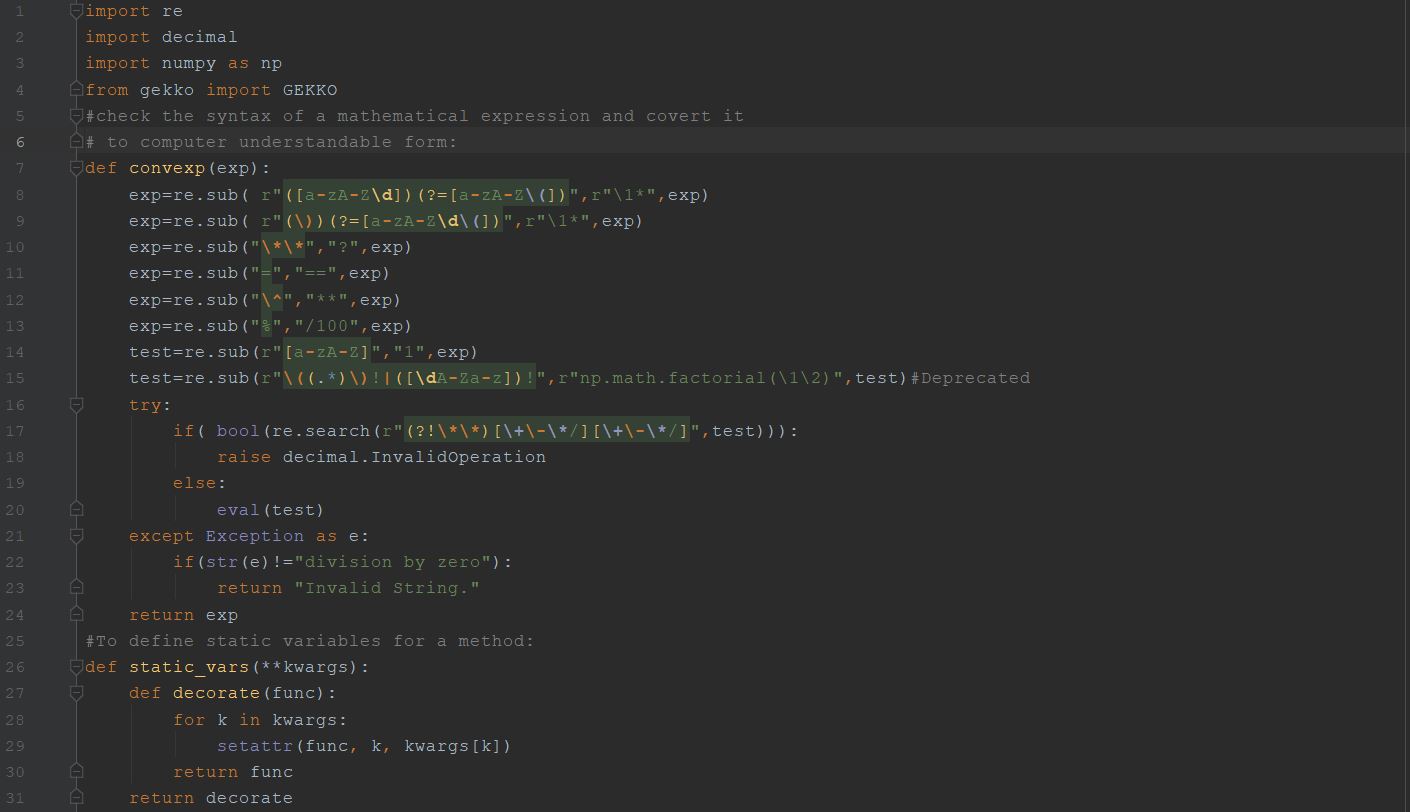 1 import re
2 import decimal
3 import numpy as np
4 from gekko import GEKKO
5 #check the syntax of a mathematical expression and covert it
6 # to computer understandable form:
7 def convexp(exp):
8     exp=re.sub( r"([a-zA-Z\d])(?=[a-zA-Z\(])",r"\1*",exp)
9     exp=re.sub( r"(\))(?=[a-zA-Z\d\(])",r"\1*",exp)
10     exp=re.sub("\*\*","?",exp)
11     exp=re.sub("=","==",exp)
12     exp=re.sub("\^","**",exp)
13     exp=re.sub("%","/100",exp)
14     test=re.sub(r"[a-zA-Z]","1",exp)
15     test=re.sub(r"\((.*)\)!|([\dA-Za-z])!",r"np.math.factorial(\1\2)",test)#Deprecated
16     try:
17         if( bool(re.search(r"(?!\*\*)[\+\-\*/][\+\-\*/]",test))):
18             raise decimal.InvalidOperation
19         else:
20             eval(test)
21     except Exception as e:
22         if(str(e)!="division by zero"):
23             return "Invalid String."
24     return exp
25 #To define static variables for a method:
26 def static_vars(**kwargs):
27     def decorate(func):
28         for k in kwargs:
29             setattr(func, k, kwargs[k])
30         return func
31     return decorate